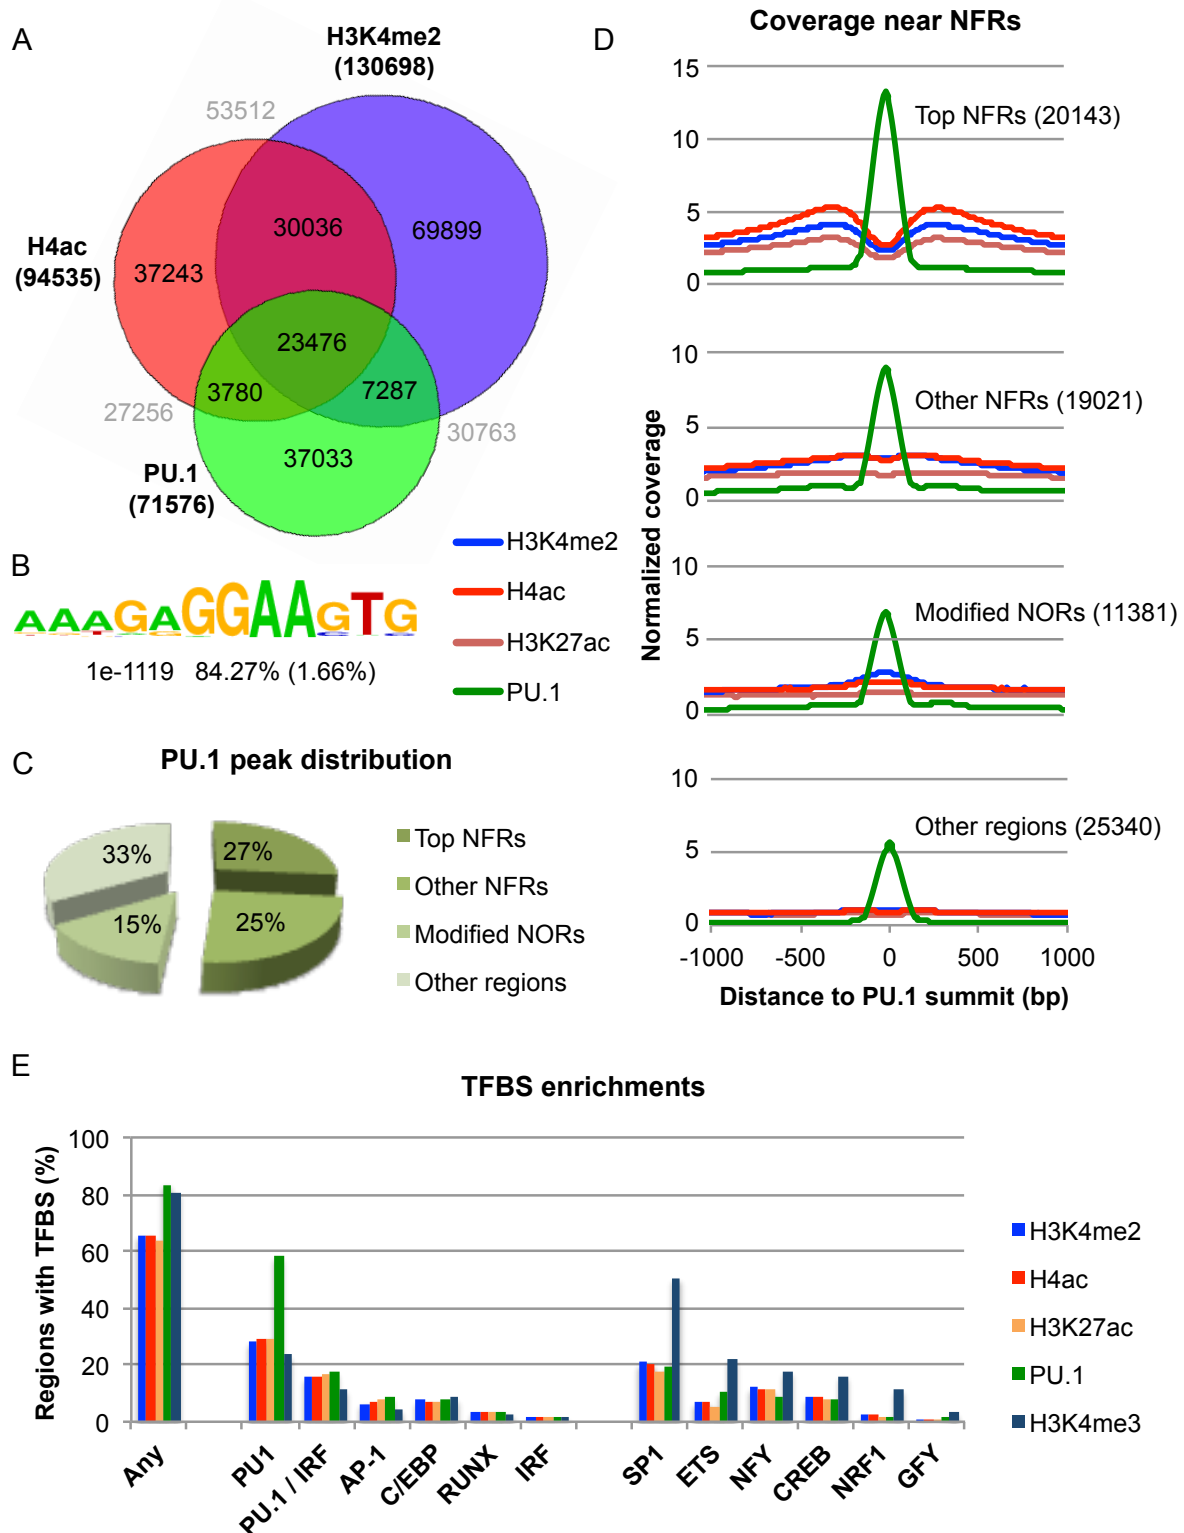 A
H3K4me2
(130698)
53512
H4ac
(94535)
30036
69899
37243
23476
3780
7287
27256
30763
37033
PU.1
(71576)
B
AAAGAGGAAGTG
1e-1119 84.27% (1.66%)
H3K4me2
H4ac
H3K27ac
PU.1
C
PU.1 peak distribution
33%
27%
15%
25%
Top NFRs
Other NFRs
Modified NORs
Other regions
D
Coverage near NFRs
Normalized coverage
15
10
5
0
Top NFRs (20143)
10
5
0
Other NFRs (19021)
10
5
0
Modified NORs (11381)
10
5
0
Other regions (25340)
-1000 -500 0 500 1000
Distance to PU.1 summit (bp)
E
TFBS enrichments
Regions with TFBS (%)
100
80
60
40
20
0
Any
PU1
PU.1 / IRF
AP-1
C/EBP
RUNX
IRF
SP1
ETS
NFY
CREB
NRF1
GFY
H3K4me2
H4ac
H3K27ac
PU.1
H3K4me3